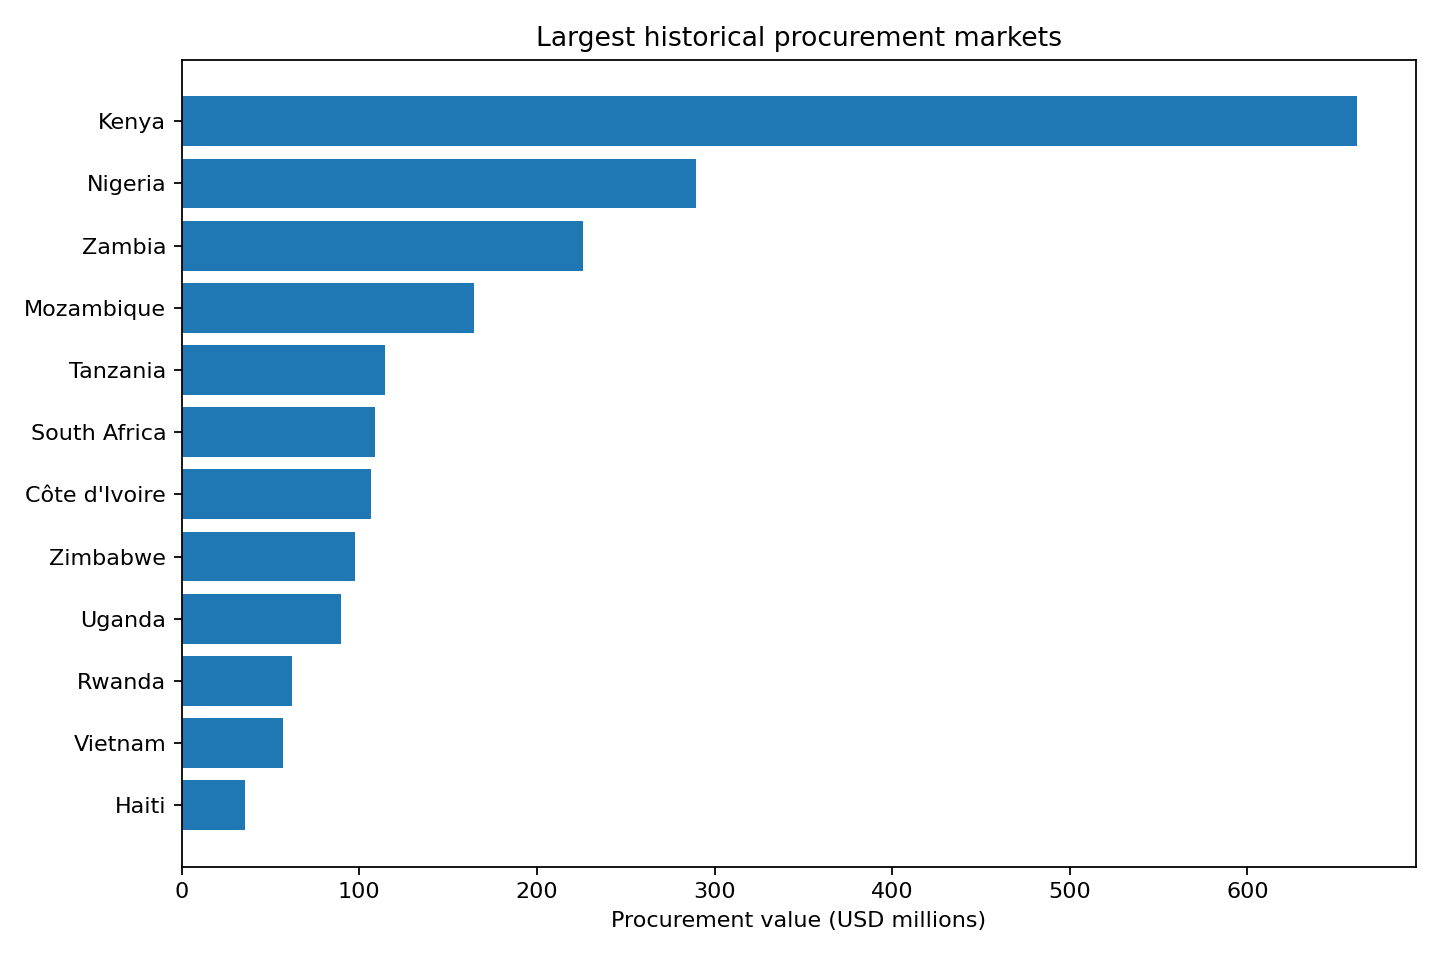 Largest historical procurement markets
Kenya
Nigeria
Zambia
Mozambique
Tanzania
South Africa
Côte d'Ivoire
Zimbabwe
Uganda
Rwanda
Vietnam
Haiti
0 100 200 300 400 500 600
Procurement value (USD millions)